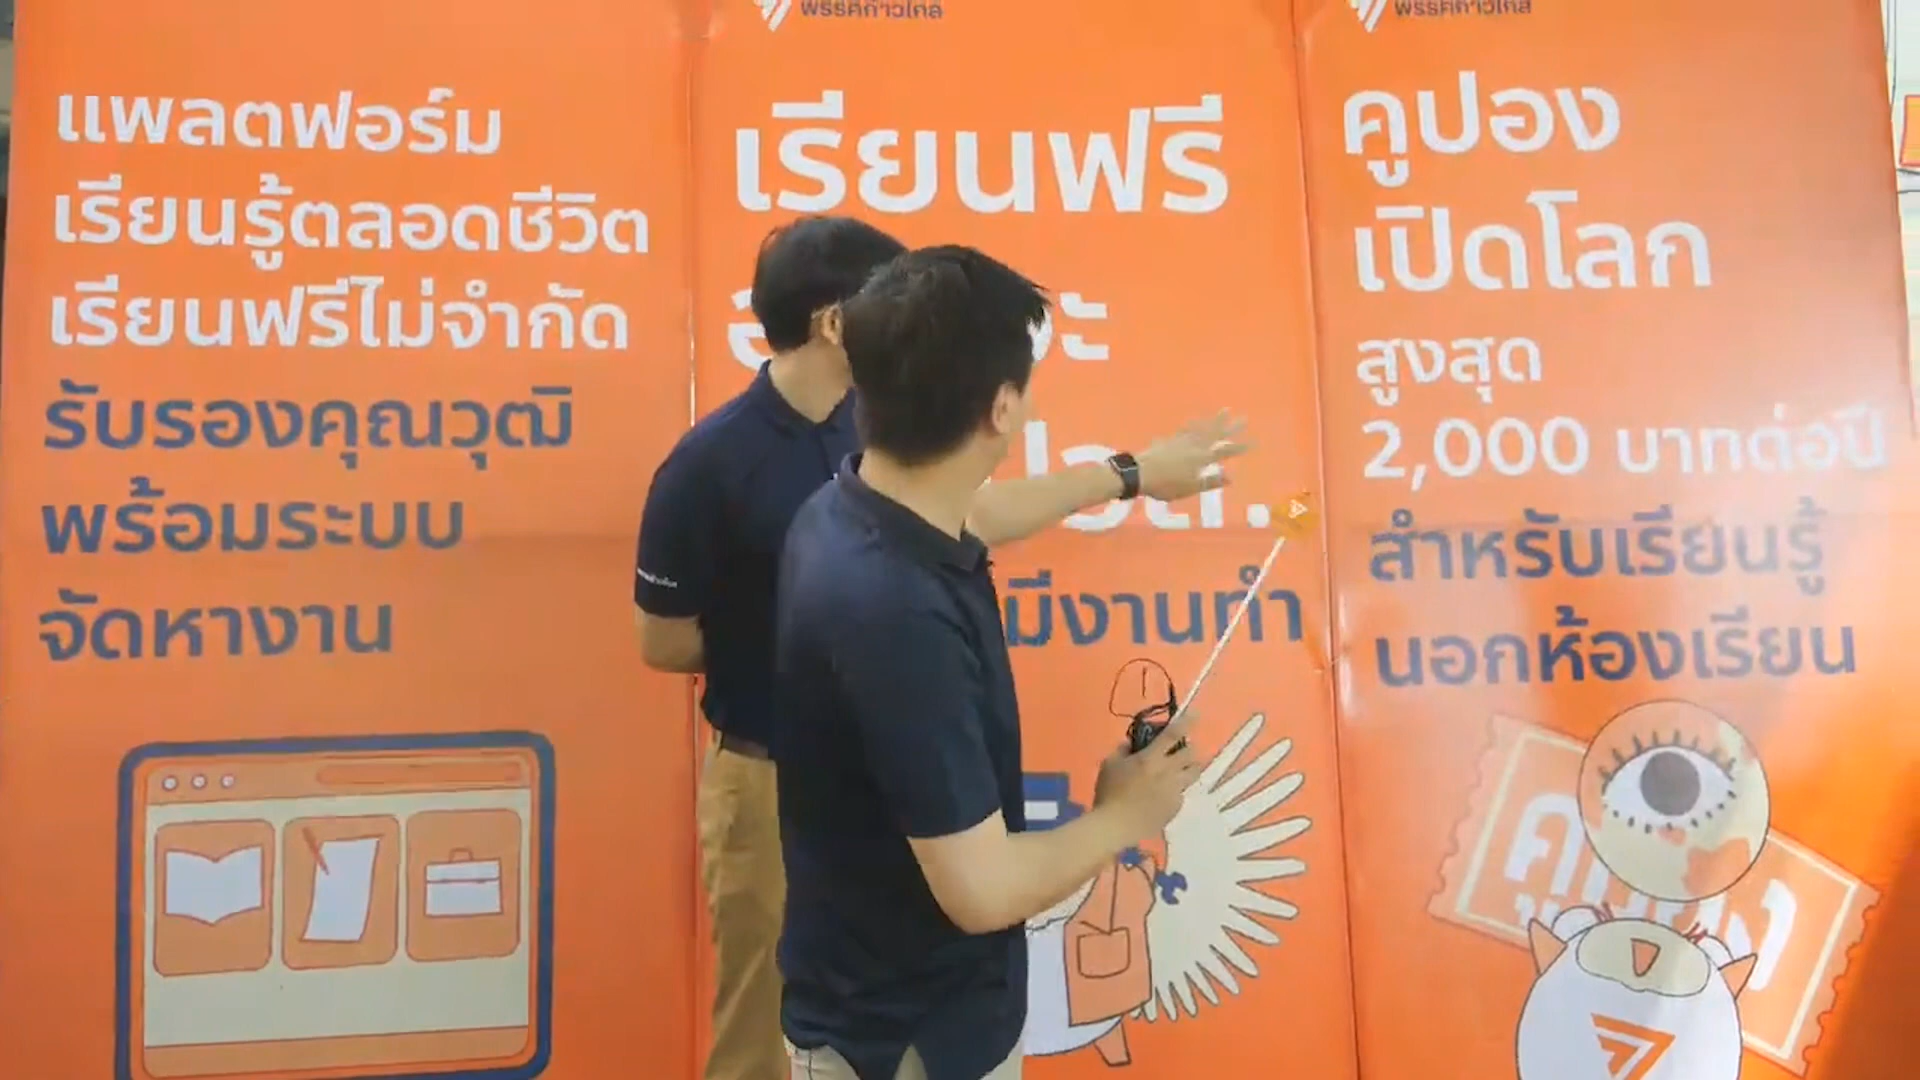 แพลตฟอร์ม
เรียนรู้ตลอดชีวิต
เรียนฟรีไม่จำกัด
รับรองคุณวุฒิ
พร้อมระบบ
จัดหางาน
พรรคก้าวไกล
เรียนฟรี
มีงานทำ
พรรคก้าวไกล
คูปอง
เปิดโลก
สูงสุด
2,000 บาทต่อปี
สำหรับเรียนรู้
นอกห้องเรียน